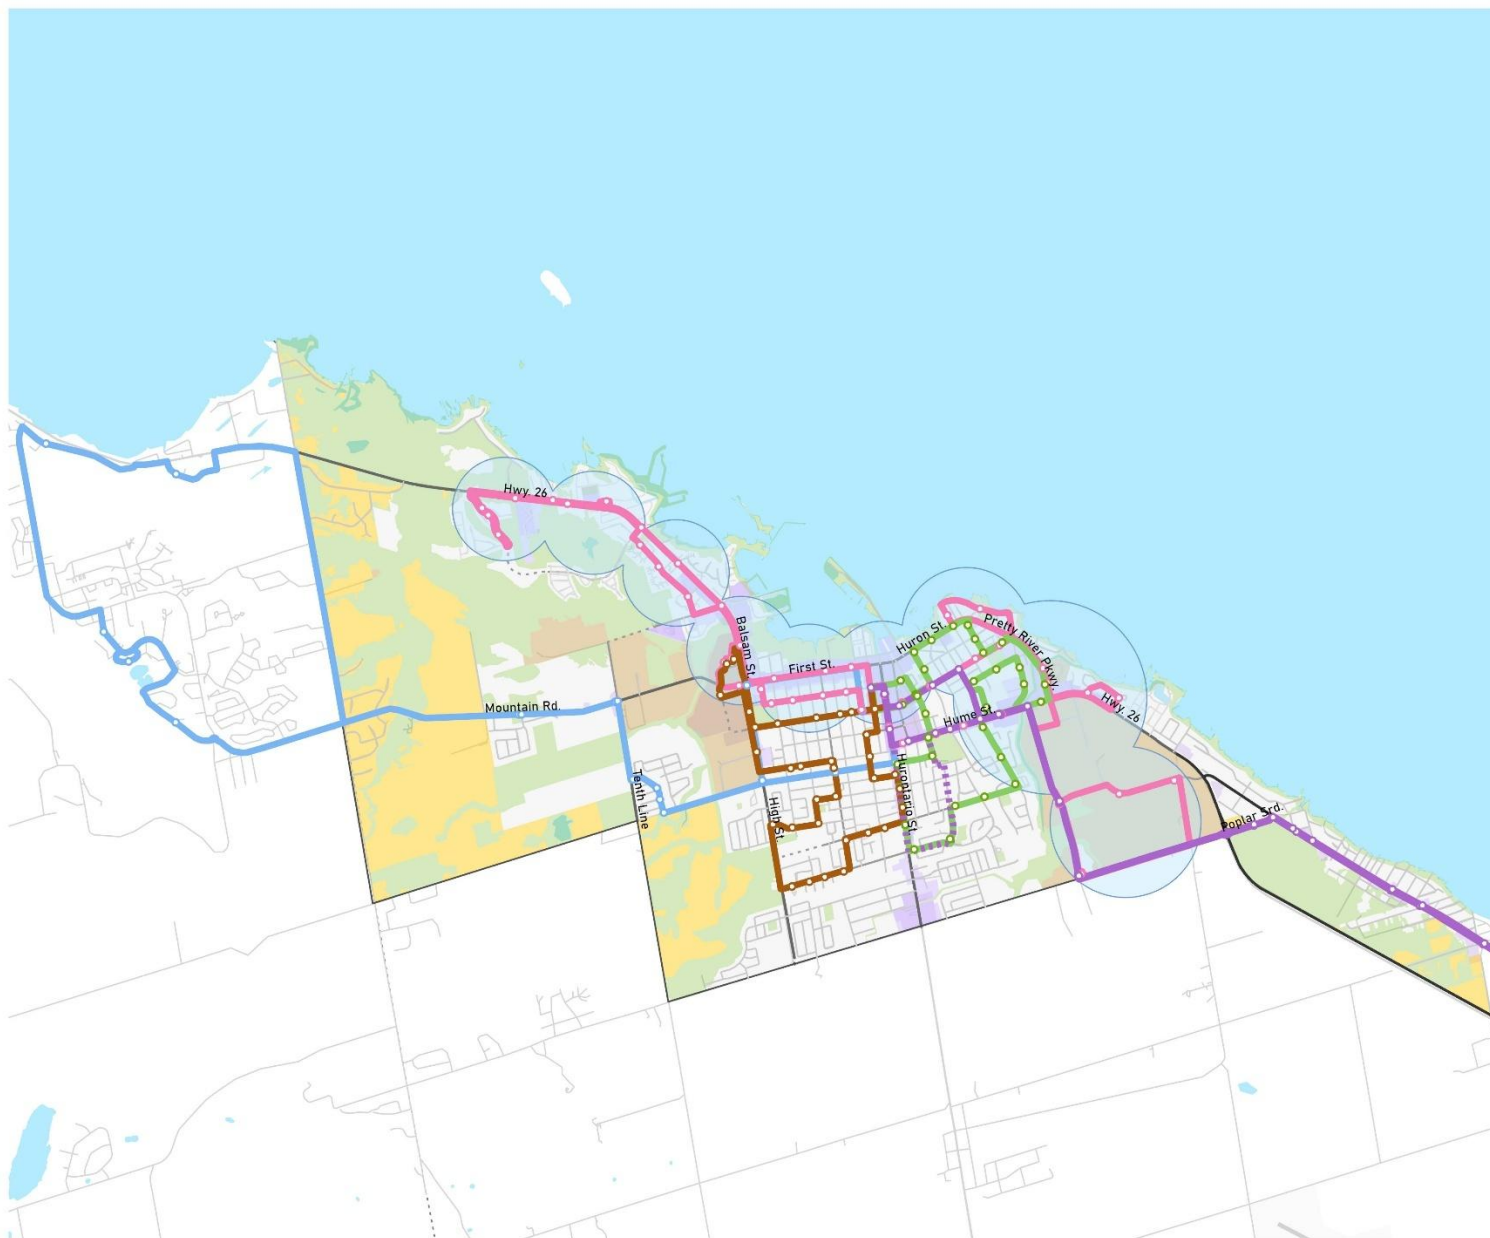 Hwy. 26
Balsam St.
First St.
Huron St.
Pretty River Pkwy.
Hwy. 26
Mountain Rd.
Hume St.
Tenth Line
High St.
Hurontario St.
Poplar Srd.